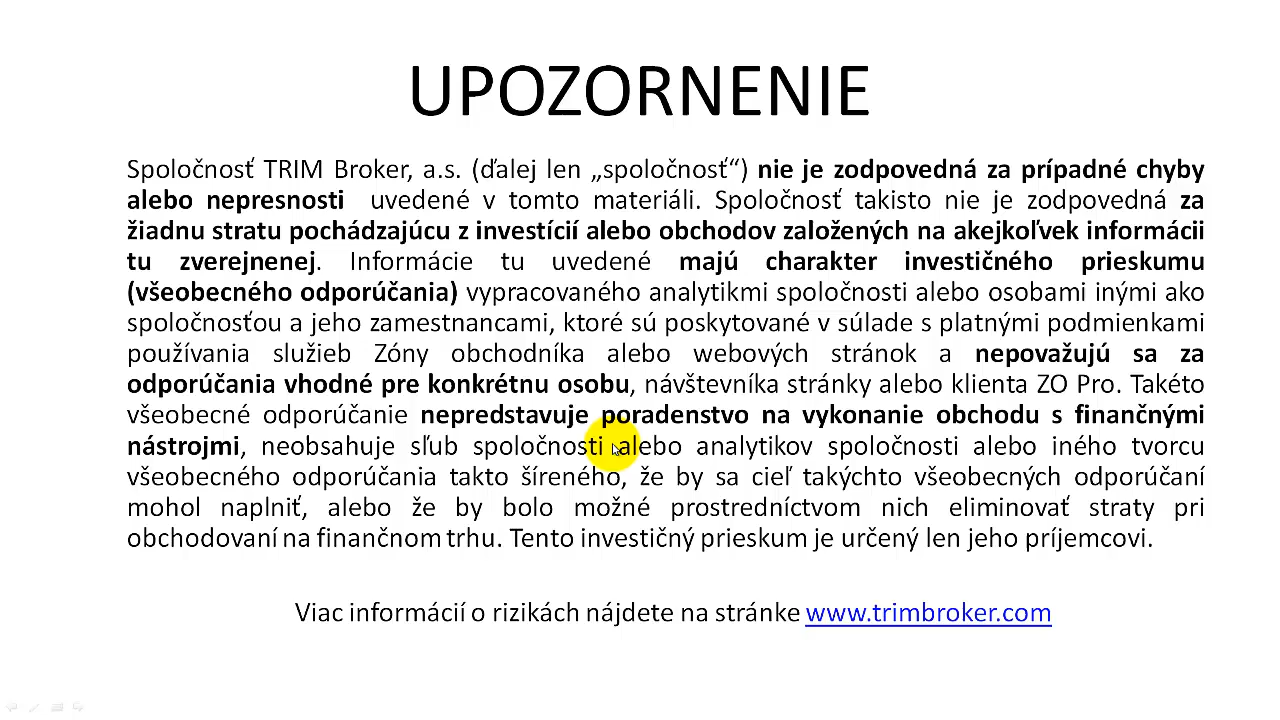 UPOZORNENIE
Spoločnosť TRIM Broker, a.s. (ďalej len „spoločnosť“) nie je zodpovedná za prípadné chyby
alebo nepresnosti uvedené v tomto materiáli. Spoločnosť takisto nie je zodpovedná za
žiadnu stratu pochádzajúcu z investícií alebo obchodov založených na akejkoľvek informácii
tu zverejnenej. Informácie tu uvedené majú charakter investičného prieskumu
(všeobecného odporúčania) vypracovaného analytikmi spoločnosti alebo osobami inými ako
spoločnosťou a jeho zamestnancami, ktoré sú poskytované v súlade s platnými podmienkami
používania služieb Zóny obchodníka alebo webových stránok a nepovažujú sa za
odporúčania vhodné pre konkrétnu osobu, návštevníka stránky alebo klienta ZO Pro. Takéto
všeobecné odporúčanie nepredstavuje poradenstvo na vykonanie obchodu s finančnými
nástrojmi, neobsahuje sľub spoločnosti alebo analytikov spoločnosti alebo iného tvorcu
všeobecného odporúčania takto šíreného, že by sa cieľ takýchto všeobecných odporúčaní
mohol naplniť, alebo že by bolo možné prostredníctvom nich eliminovať straty pri
obchodovaní na finančnom trhu. Tento investičný prieskum je určený len jeho príjemcovi.
Viac informácií o rizikách nájdete na stránke www.trimbroker.com